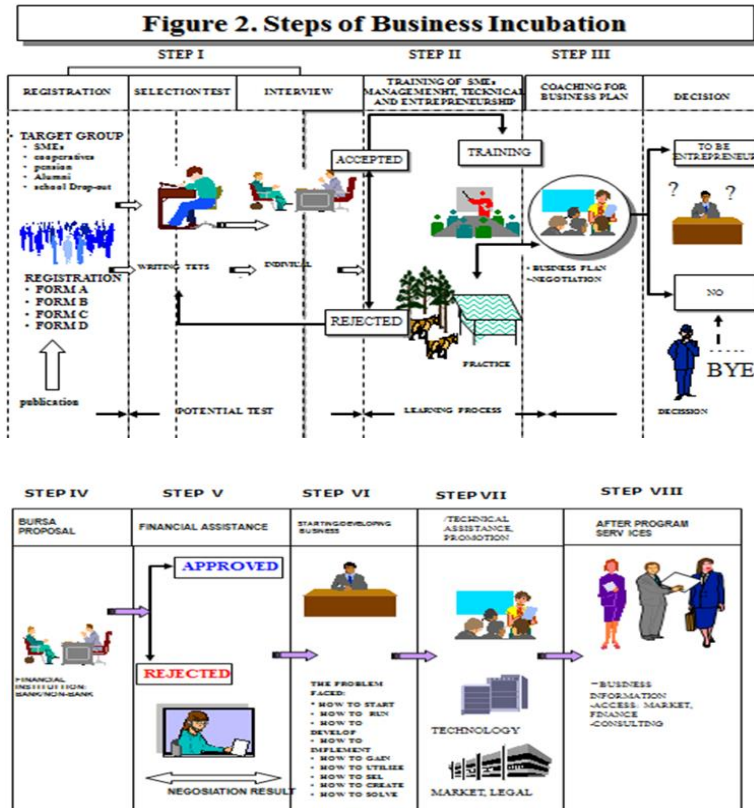 Figure 2. Steps of Business Incubation
STEP I
STEP II
STEP III
REGISTRATION
SELECTION TEST
INTERVIEW
TRAINING OF SMEs
MANAGEMENHT, TECHNICAL
AND ENTREPRENEURSHIP
COACHING FOR
BUSINESS PLAN
DECISION
• TARGET GROUP
• SMEs
• cooperatives
• pension
• Alumni
• school Drop-out
ACCEPTED
TRAINING
TO BE
ENTREPRENEUR
? ?
REGISTRATION
• FORM A
• FORM B
• FORM C
• FORM D
WRITING TETS
INDIVICAL
• BUSINESS PLAN
-NEGOTIATION
NO
REJECTED
PRACTICE
BYE
publication
DECISSION
POTENTIAL TEST
LEARNING PROCESS
STEP IV
STEP V
STEP VI
STEP VII
STEP VIII
BURSA
PROPOSAL
FINANCIAL ASSISTANCE
STARTING/DEVELOPING
BUSINESS
/TECHNICAL
ASSISTANCE,
PROMOTION
AFTER PROGRAM
SERVICES
APPROVED
REJECTED
FINANCIAL
INSTITUTION:
BANK/NON-BANK
NEGOSIATION RESULT
THE PROBLEM
FACED:
• HOW TO START
• HOW TO RUN
• HOW TO
DEVELOP
• HOW TO
IMPLEMENT
• HOW TO GAIN
• HOW TO UTILIZE
• HOW TO SEL
• HOW TO CREATE
• HOW TO SOLVE
TECHNOLOGY
MARKET, LEGAL
-BUSINESS
INFORMATION
-ACCESS: MARKET,
FINANCE
-CONSULTING